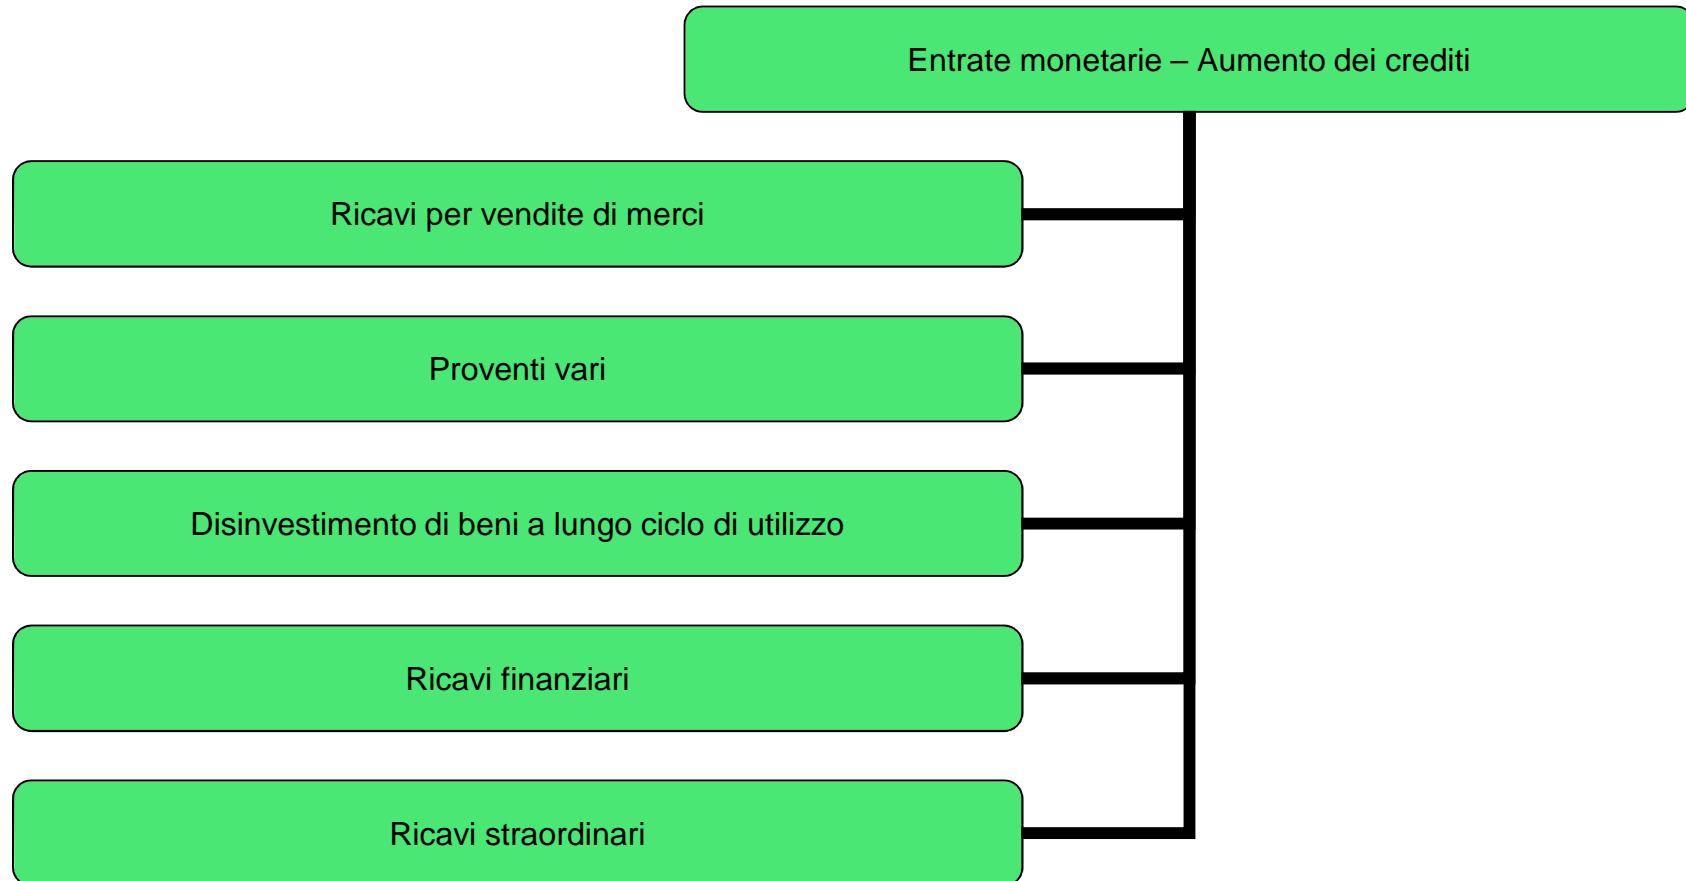 Entrate monetarie – Aumento dei crediti
Ricavi per vendite di merci
Proventi vari
Disinvestimento di beni a lungo ciclo di utilizzo
Ricavi finanziari
Ricavi straordinari